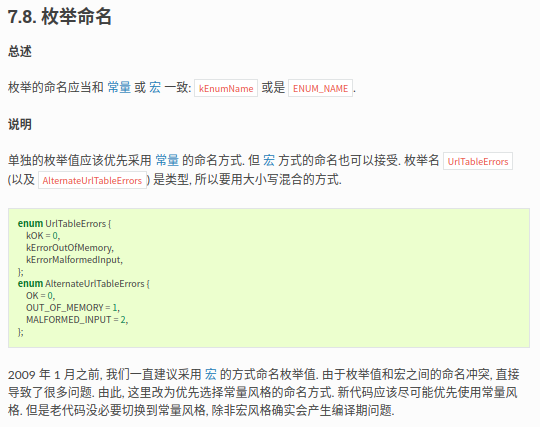 7.8. 枚举命名
总述
枚举的命名应当和 常量 或 宏 一致: kEnumName 或是 ENUM_NAME.
说明
单独的枚举值应该优先采用 常量 的命名方式. 但 宏 方式的命名也可以接受. 枚举名 UrlTableErrors
(以及 AlternateUrlTableErrors) 是类型, 所以要用大小写混合的方式.
enum UrlTableErrors {
    kOK = 0,
    kErrorOutOfMemory,
    kErrorMalformedInput,
};
enum AlternateUrlTableErrors {
    OK = 0,
    OUT_OF_MEMORY = 1,
    MALFORMED_INPUT = 2,
};
2009 年 1 月之前, 我们一直建议采用 宏 的方式命名枚举值. 由于枚举值和宏之间的命名冲突, 直接
导致了很多问题. 由此, 这里改为优先选择常量风格的命名方式. 新代码应该尽可能优先使用常量风
格. 但是老代码没必要切换到常量风格, 除非宏风格确实会产生编译期问题.